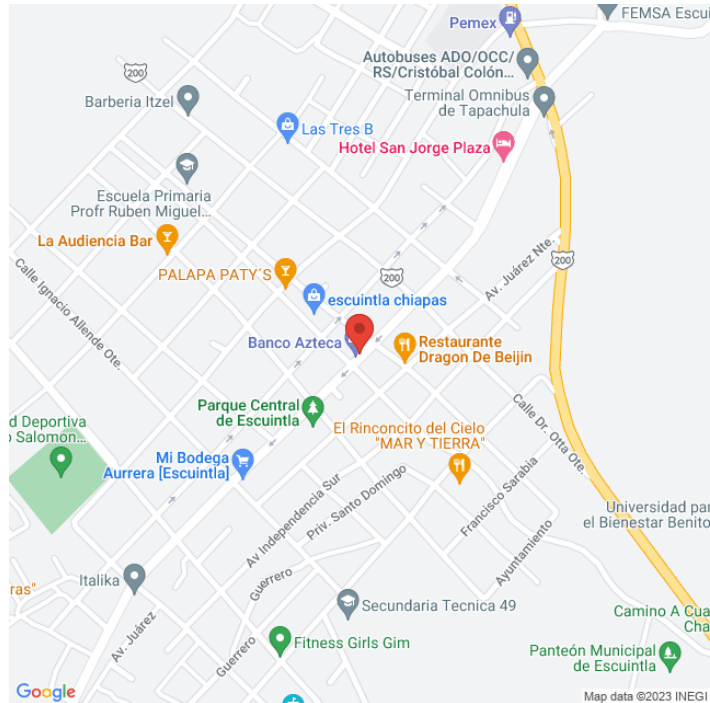 FEMSA Escui
Pemex
Autobuses ADO/OCC/
RS/Cristóbal Colón...
200
Terminal Omnibus
de Tapachula
Barberia Itzel
Las Tres B
Hotel San Jorge Plaza
Escuela Primaria
Profr Ruben Miguel...
La Audiencia Bar
200
PALAPA PATY´S
200
Av. Juárez Nte.
escuintla chiapas
Calle Ignacio Allende Ote.
Banco Azteca
Restaurante
Dragon De Beijin
Parque Central
de Escuintla
Calle Dr. Otta Ote.
d Deportiva
o Salomon...
El Rinconcito del Cielo
"MAR Y TIERRA"
Mi Bodega
Aurrera [Escuintla]
Av Independencia Sur
Priv. Santo Domingo
Francisco Sarabia
Universidad par
el Bienestar Benito
Ayuntamiento
Italika
ras"
Guerrero
Secundaria Tecnica 49
Camino A Cua
Cha
Av. Juárez
Guerrero
Fitness Girls Gim
Panteón Municipal
de Escuintla
Google
Map data ©2023 INEGI